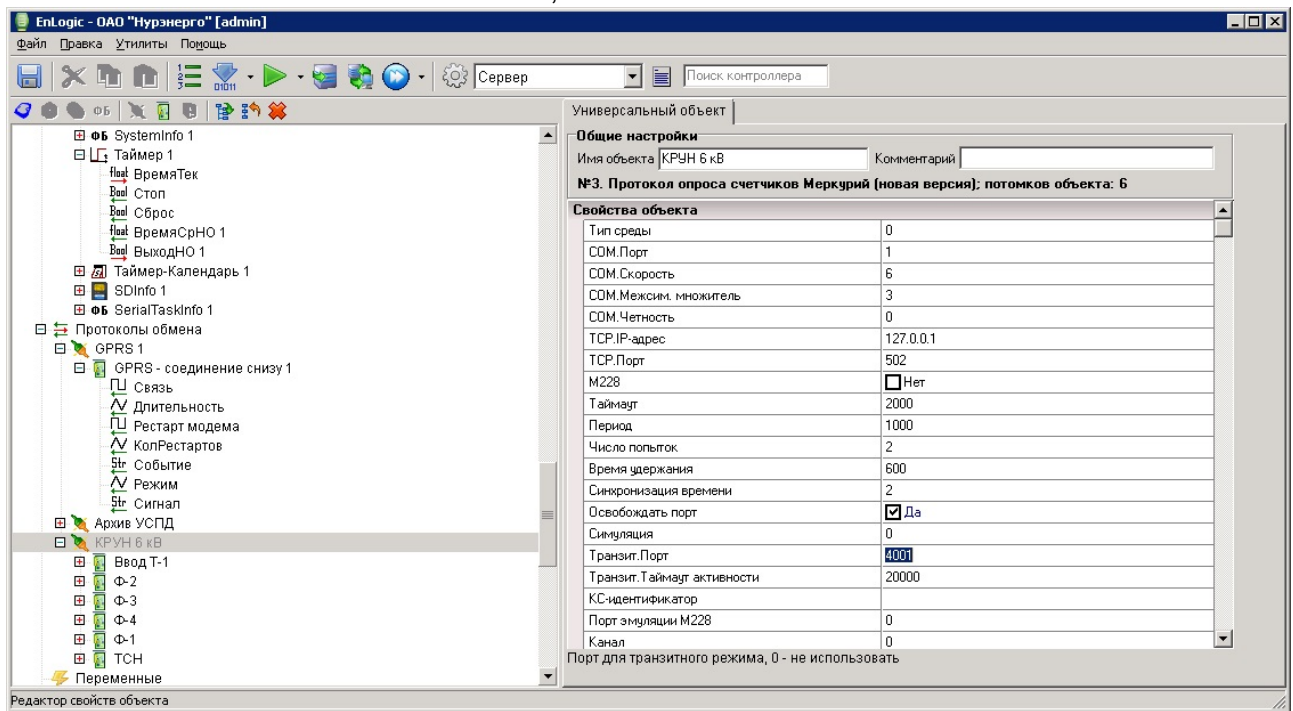 EnLogic - ОАО "Нурэнерго" [admin]
Файл Правка Утилиты Помощь
Сервер Поиск контроллера
ФБ
Универсальный объект
ФБ SystemInfo 1
Таймер 1
float ВремяТек
Bool Стоп
Bool Сброс
float ВремяСрНО 1
Bool ВыходНО 1
Таймер-Календарь 1
SDInfo 1
ФБ SerialTaskInfo 1
Протоколы обмена
GPRS 1
GPRS - соединение снизу 1
Связь
Длительность
Рестарт модема
КолРестартов
Str Событие
Режим
Str Сигнал
Архив УСПД
КРУН 6 кВ
Ввод Т-1
Ф-2
Ф-3
Ф-4
Ф-1
ТСН
Переменные
Общие настройки
Имя объекта КРУН 6 кВ Комментарий
№3. Протокол опроса счетчиков Меркурий (новая версия); потомков объекта: 6
Свойства объекта
Тип среды 0
COM.Порт 1
COM.Скорость 6
COM.Межсим. множитель 3
COM.Четность 0
TCP.IP-адрес 127.0.0.1
TCP.Порт 502
M228 Нет
Таймаут 2000
Период 1000
Число попыток 2
Время удержания 600
Синхронизация времени 2
Освобождать порт Да
Симуляция 0
Транзит.Порт 4001
Транзит.Таймаут активности 20000
КС-идентификатор
Порт эмуляции M228 0
Канал 0
Порт для транзитного режима, 0 - не использовать
Редактор свойств объекта